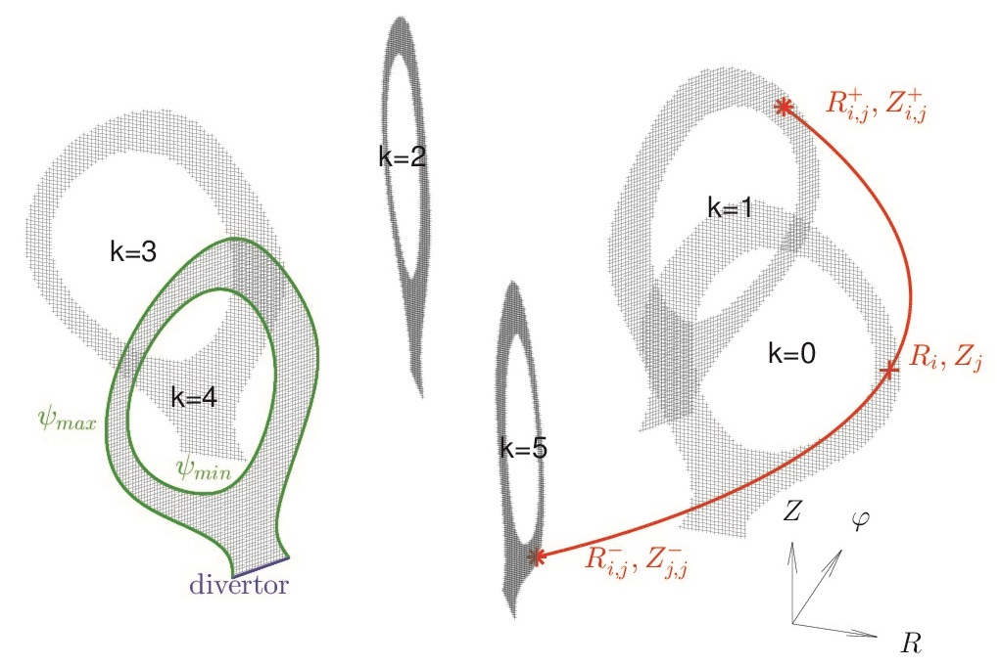 k=2
R⁺ᵢ,ⱼ, Z⁺ᵢ,ⱼ
k=1
k=3
k=0
Rᵢ, Zⱼ
k=4
ψmax
k=5
ψmin
Z
φ
R⁻ᵢ,ⱼ, Z⁻ⱼ,ⱼ
divertor
R